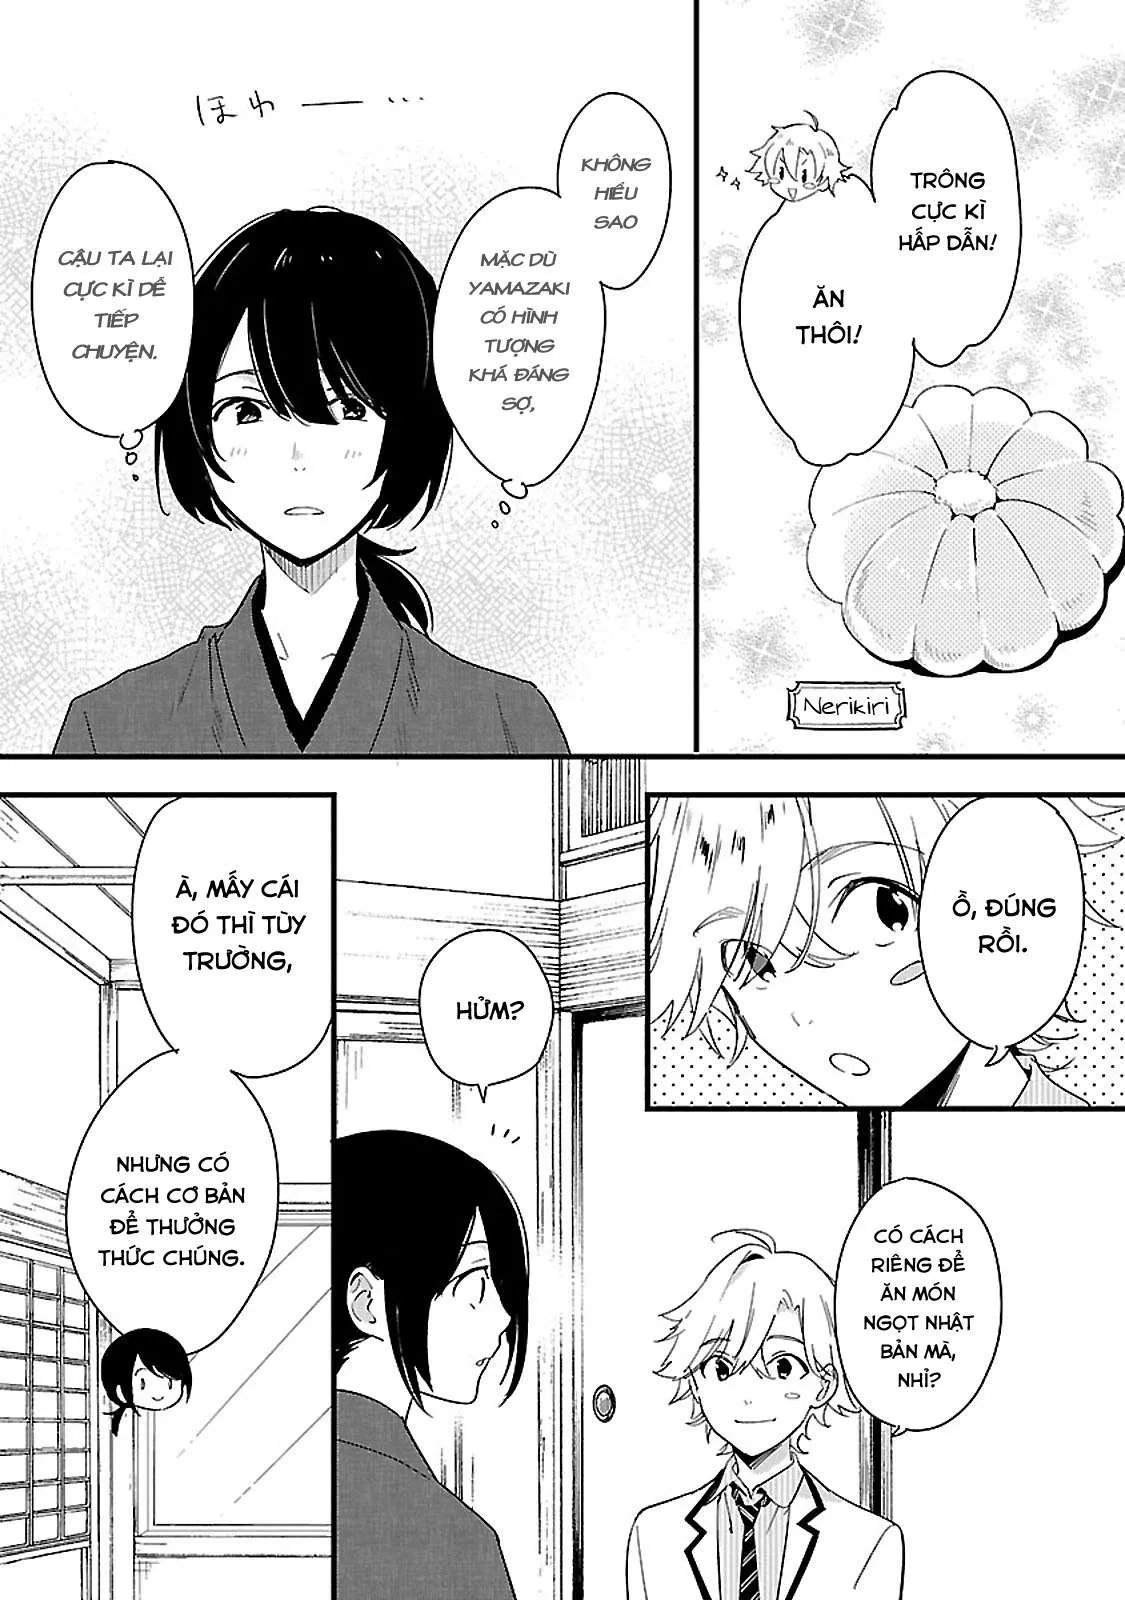 TRÔNG
CỰC KÌ
HẤP DẪN!
ĂN
THÔI!
Nerikiri
ほわー…
KHÔNG
HIỂU
SAO
MẶC DÙ
YAMAZAKI
CÓ HÌNH
TƯỢNG
KHÁ ĐÁNG
SỢ,
CẬU TA LẠI
CỰC KÌ DỄ
TIẾP
CHUYỆN.
Ồ, ĐÚNG
RỒI.
CÓ CÁCH
RIÊNG ĐỂ
ĂN MÓN
NGỌT NHẬT
BẢN MÀ,
NHỈ?
HỬM?
À, MẤY CÁI
ĐÓ THÌ TÙY
TRƯỜNG,
NHƯNG CÓ
CÁCH CƠ BẢN
ĐỂ THƯỞNG
THỨC CHÚNG.